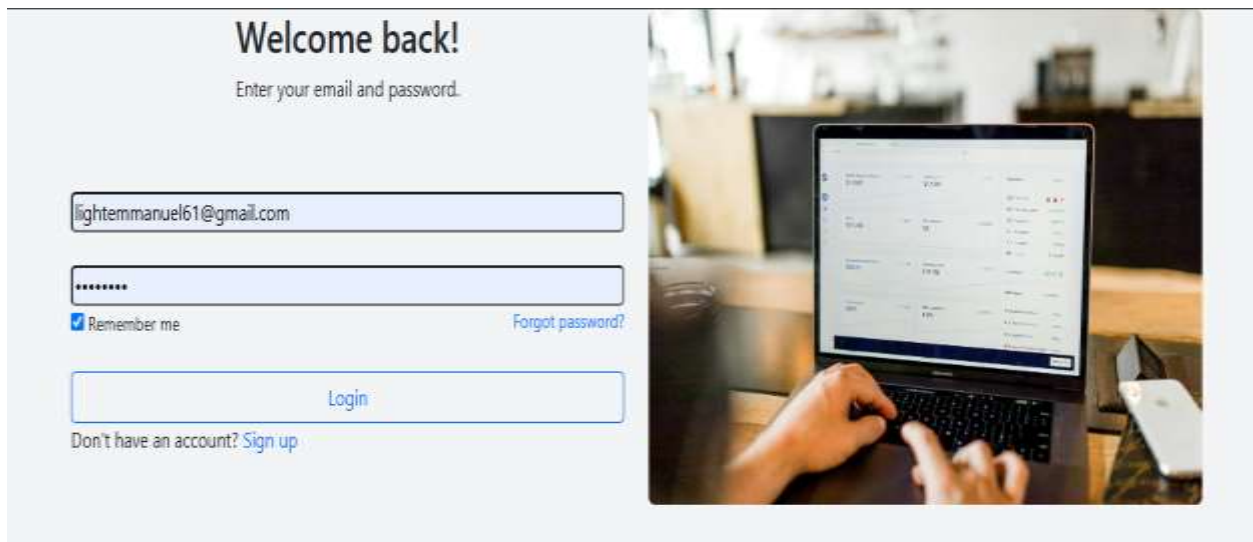 Welcome back!
Enter your email and password.
lightemmanuel61@gmail.com
••••••••
Remember me
Forgot password?
Login
Don't have an account? Sign up